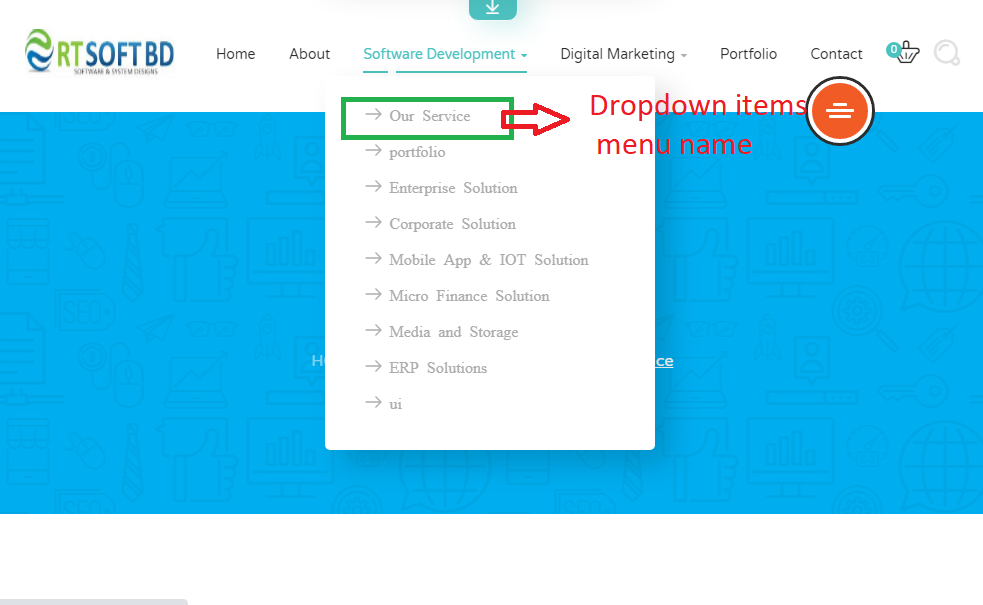 RTSOFTBD
SOFTWARE & SYSTEM DESIGNS
Home About Software Development Digital Marketing Portfolio Contact 0
Our Service
Dropdown items
menu name
portfolio
Enterprise Solution
Corporate Solution
Mobile App & IOT Solution
Micro Finance Solution
Media and Storage
H ce
ERP Solutions
ui
SEO
SEO